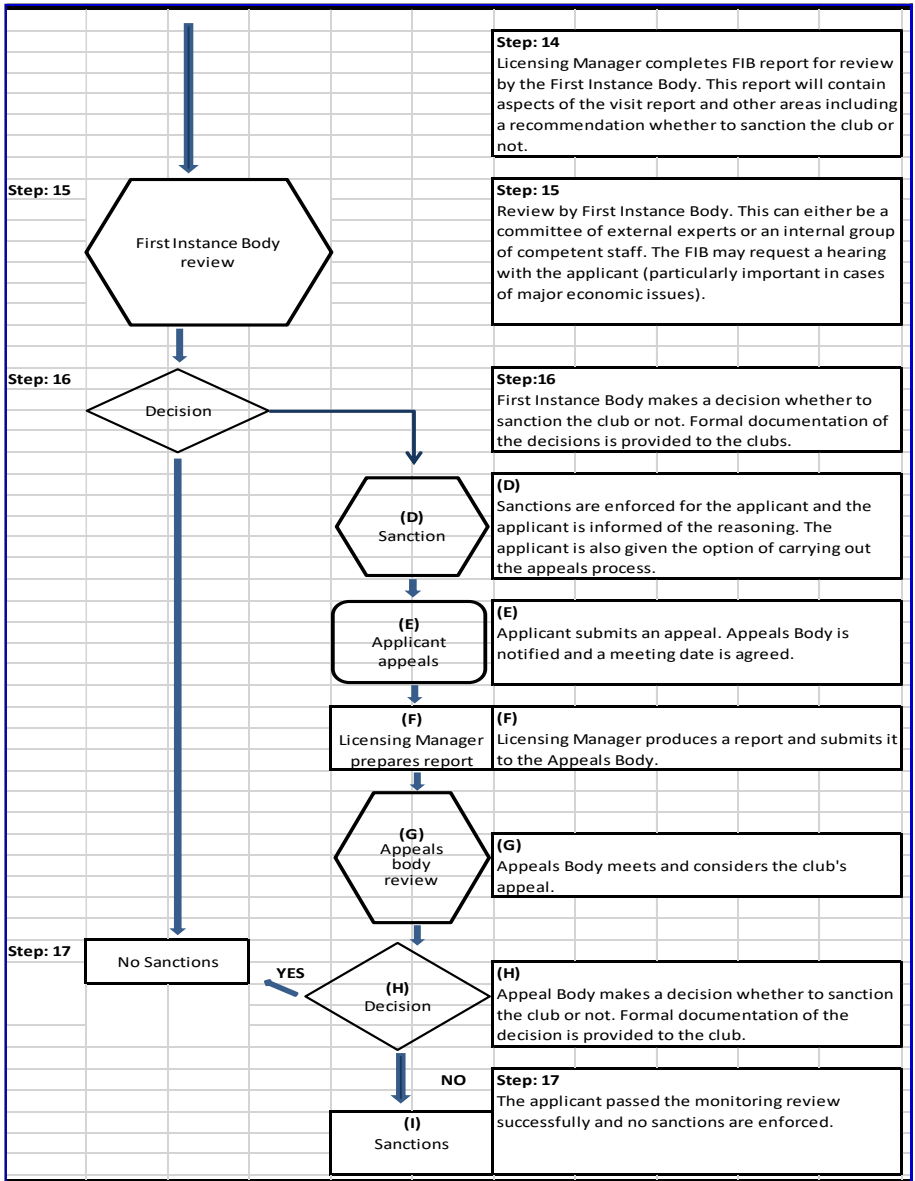 Step: 14
Licensing Manager completes FIB report for review
by the First Instance Body. This report will contain
aspects of the visit report and other areas including
a recommendation whether to sanction the club or
not.
Step: 15
First Instance Body
review
Step: 15
Review by First Instance Body. This can either be a
committee of external experts or an internal group
of competent staff. The FIB may request a hearing
with the applicant (particularly important in cases
of major economic issues).
Step: 16
Decision
Step:16
First Instance Body makes a decision whether to
sanction the club or not. Formal documentation of
the decisions is provided to the clubs.
(D)
Sanction
(D)
Sanctions are enforced for the applicant and the
applicant is informed of the reasoning. The
applicant is also given the option of carrying out
the appeals process.
(E)
Applicant
appeals
(E)
Applicant submits an appeal. Appeals Body is
notified and a meeting date is agreed.
(F)
Licensing Manager
prepares report
(F)
Licensing Manager produces a report and submits it
to the Appeals Body.
(G)
Appeals
body
review
(G)
Appeals Body meets and considers the club's
appeal.
Step: 17
No Sanctions
YES
(H)
Decision
(H)
Appeal Body makes a decision whether to sanction
the club or not. Formal documentation of the
decision is provided to the club.
NO
(I)
Sanctions
Step: 17
The applicant passed the monitoring review
successfully and no sanctions are enforced.